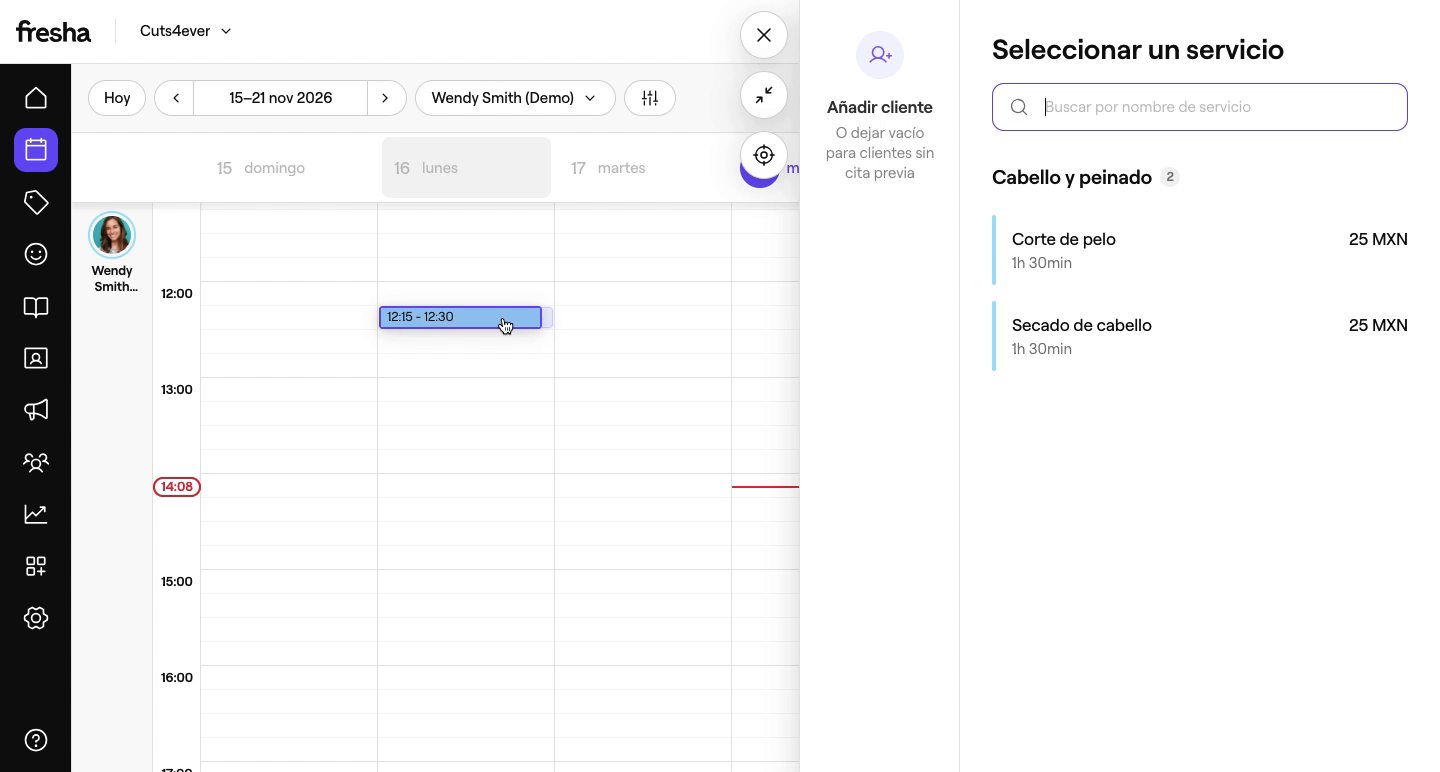 fresha
Cuts4ever
Hoy
15–21 nov 2026
Wendy Smith (Demo)
15 domingo
16 lunes
17 martes
m
Wendy
Smith...
12:00
12:15 - 12:30
13:00
14:08
15:00
16:00
17:00
Añadir cliente
O dejar vacío
para clientes sin
cita previa
Seleccionar un servicio
Buscar por nombre de servicio
Cabello y peinado 2
Corte de pelo 25 MXN
1h 30min
Secado de cabello 25 MXN
1h 30min